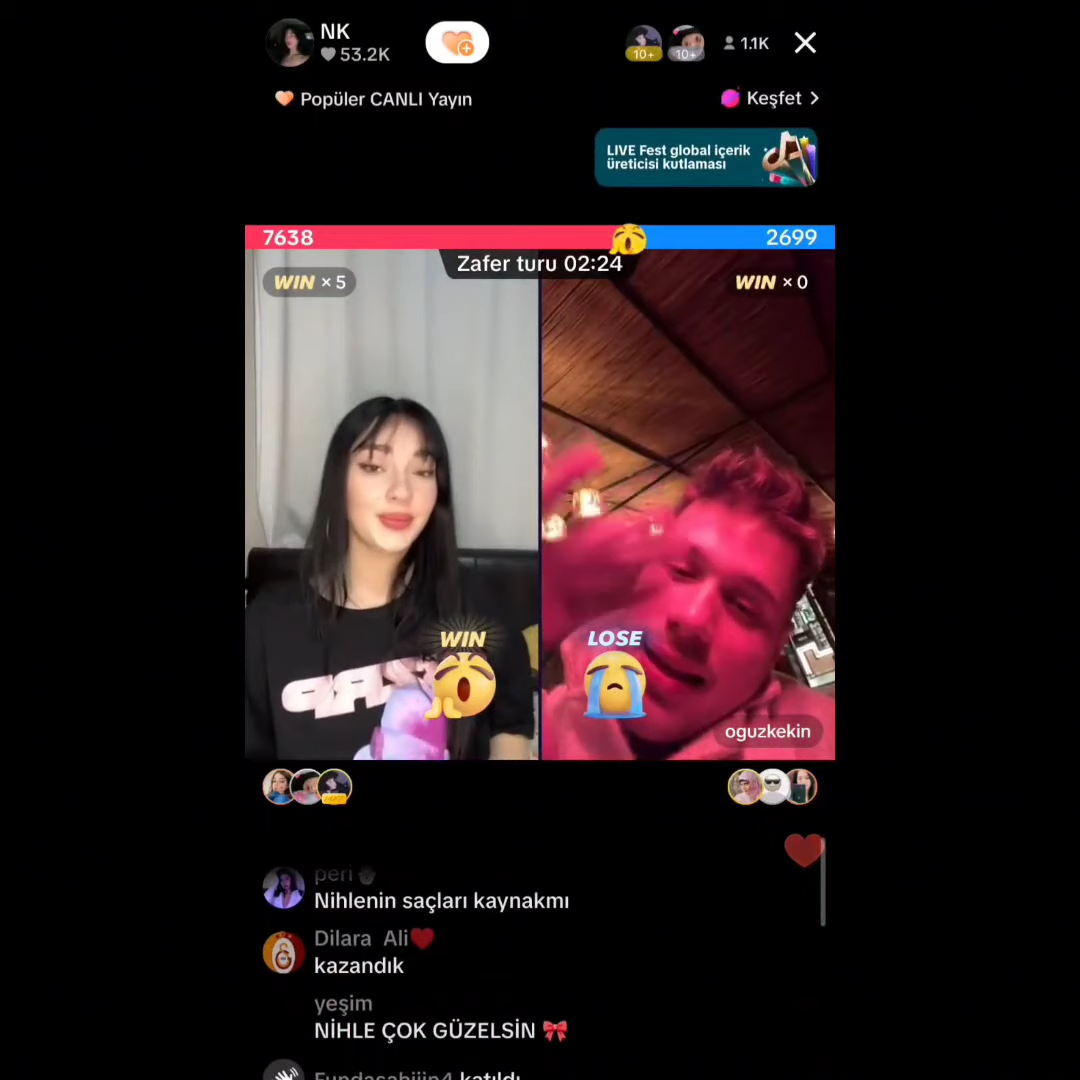 NK
53.2K
10+
10+
1.1K
Popüler CANLI Yayın
Keşfet
LIVE Fest global içerik
üreticisi kutlaması
7638
2699
Zafer turu 02:24
WIN × 5
WIN × 0
WIN
LOSE
oguzkekin
peri
Nihlenin saçları kaynakmı
Dilara Ali
kazandık
yeşim
NİHLE ÇOK GÜZELSİN
katıldı